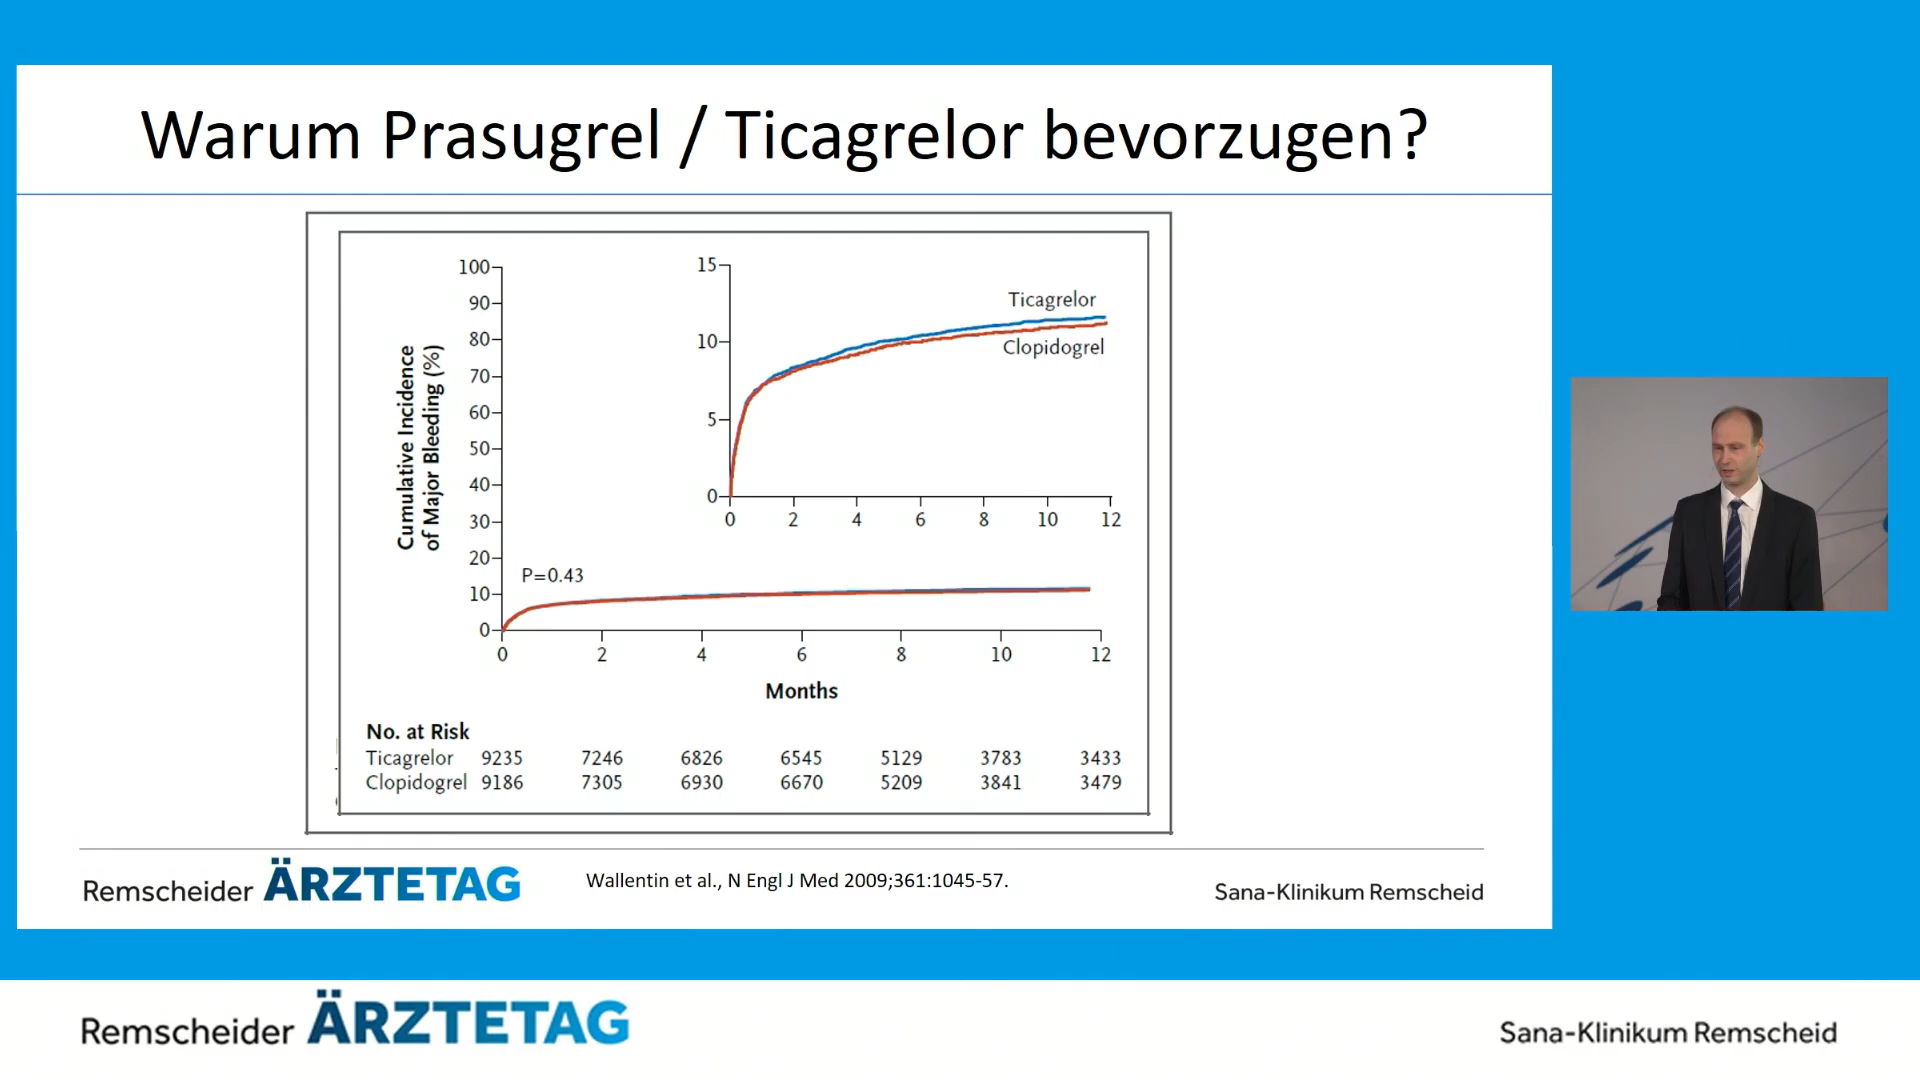 Warum Prasugrel / Ticagrelor bevorzugen?
Cumulative Incidence
of Major Bleeding (%)
100
90
80
70
60
50
40
30
20
10
0
P=0.43
0 2 4 6 8 10 12
15
10
5
0
0 2 4 6 8 10 12
Ticagrelor
Clopidogrel
Months
No. at Risk
Ticagrelor 9235 7246 6826 6545 5129 3783 3433
Clopidogrel 9186 7305 6930 6670 5209 3841 3479
Remscheider ÄRZTETAG
Wallentin et al., N Engl J Med 2009;361:1045-57.
Sana-Klinikum Remscheid
Remscheider ÄRZTETAG
Sana-Klinikum Remscheid